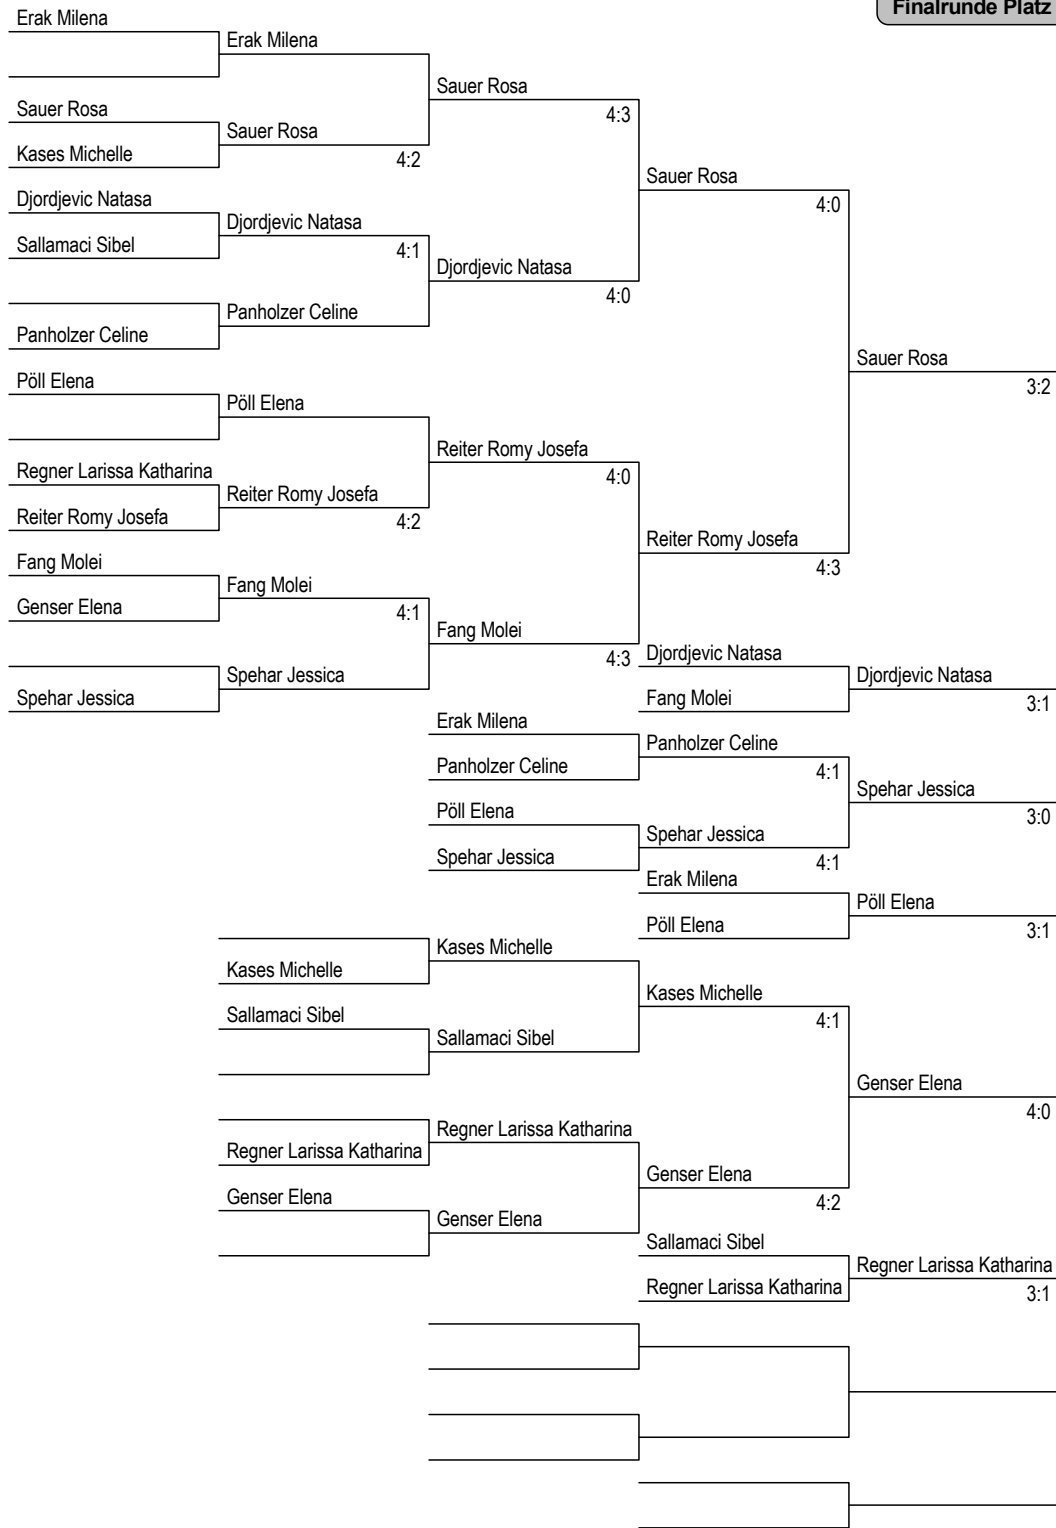 Finalrunde Platz
Erak Milena
Erak Milena
Sauer Rosa
4:3
Sauer Rosa
Sauer Rosa
4:2
Kases Michelle
Sauer Rosa
4:0
Djordjevic Natasa
Djordjevic Natasa
4:1
Sallamaci Sibel
Djordjevic Natasa
4:0
Panholzer Celine
Panholzer Celine
Sauer Rosa
3:2
Pöll Elena
Pöll Elena
Reiter Romy Josefa
4:0
Regner Larissa Katharina
Reiter Romy Josefa
4:2
Reiter Romy Josefa
Reiter Romy Josefa
4:3
Fang Molei
Fang Molei
4:1
Genser Elena
Fang Molei
4:3
Djordjevic Natasa
Djordjevic Natasa
3:1
Spehar Jessica
Spehar Jessica
Fang Molei
Erak Milena
Panholzer Celine
4:1
Panholzer Celine
Spehar Jessica
3:0
Pöll Elena
Spehar Jessica
4:1
Spehar Jessica
Erak Milena
Pöll Elena
3:1
Pöll Elena
Kases Michelle
Kases Michelle
Kases Michelle
4:1
Sallamaci Sibel
Sallamaci Sibel
Genser Elena
4:0
Regner Larissa Katharina
Regner Larissa Katharina
Genser Elena
4:2
Genser Elena
Genser Elena
Sallamaci Sibel
Regner Larissa Katharina
3:1
Regner Larissa Katharina